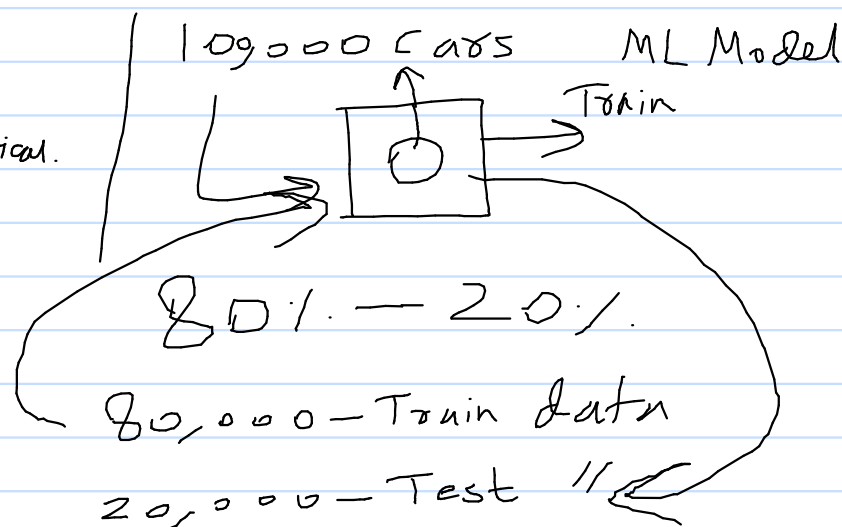 100,000 Cars ML Model
Train
ical.
80% — 20%
80,000 — Train data
20,000 — Test "